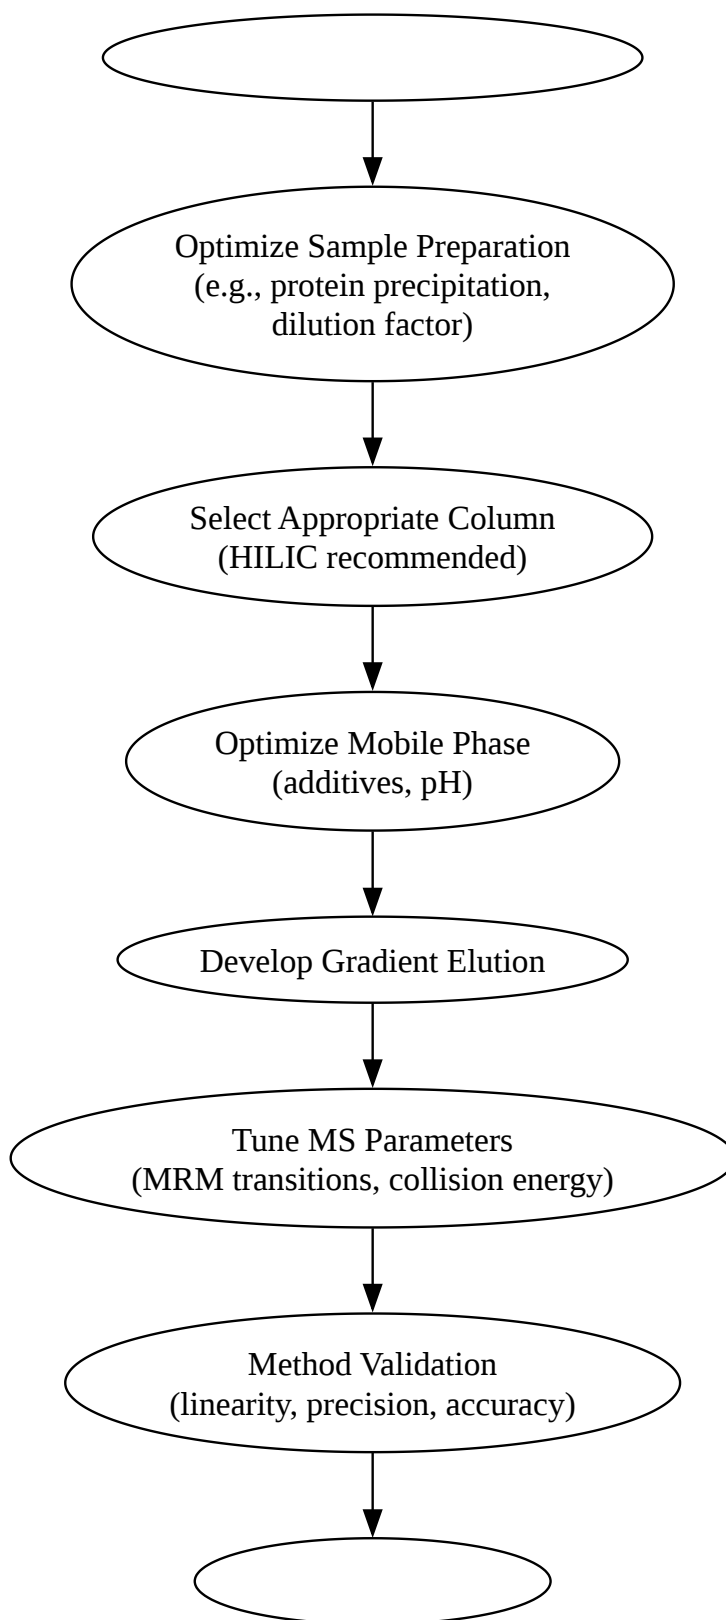 Optimize Sample Preparation
(e.g., protein precipitation,
dilution factor)
Select Appropriate Column
(HILIC recommended)
Optimize Mobile Phase
(additives, pH)
Develop Gradient Elution
Tune MS Parameters
(MRM transitions, collision energy)
Method Validation
(linearity, precision, accuracy)